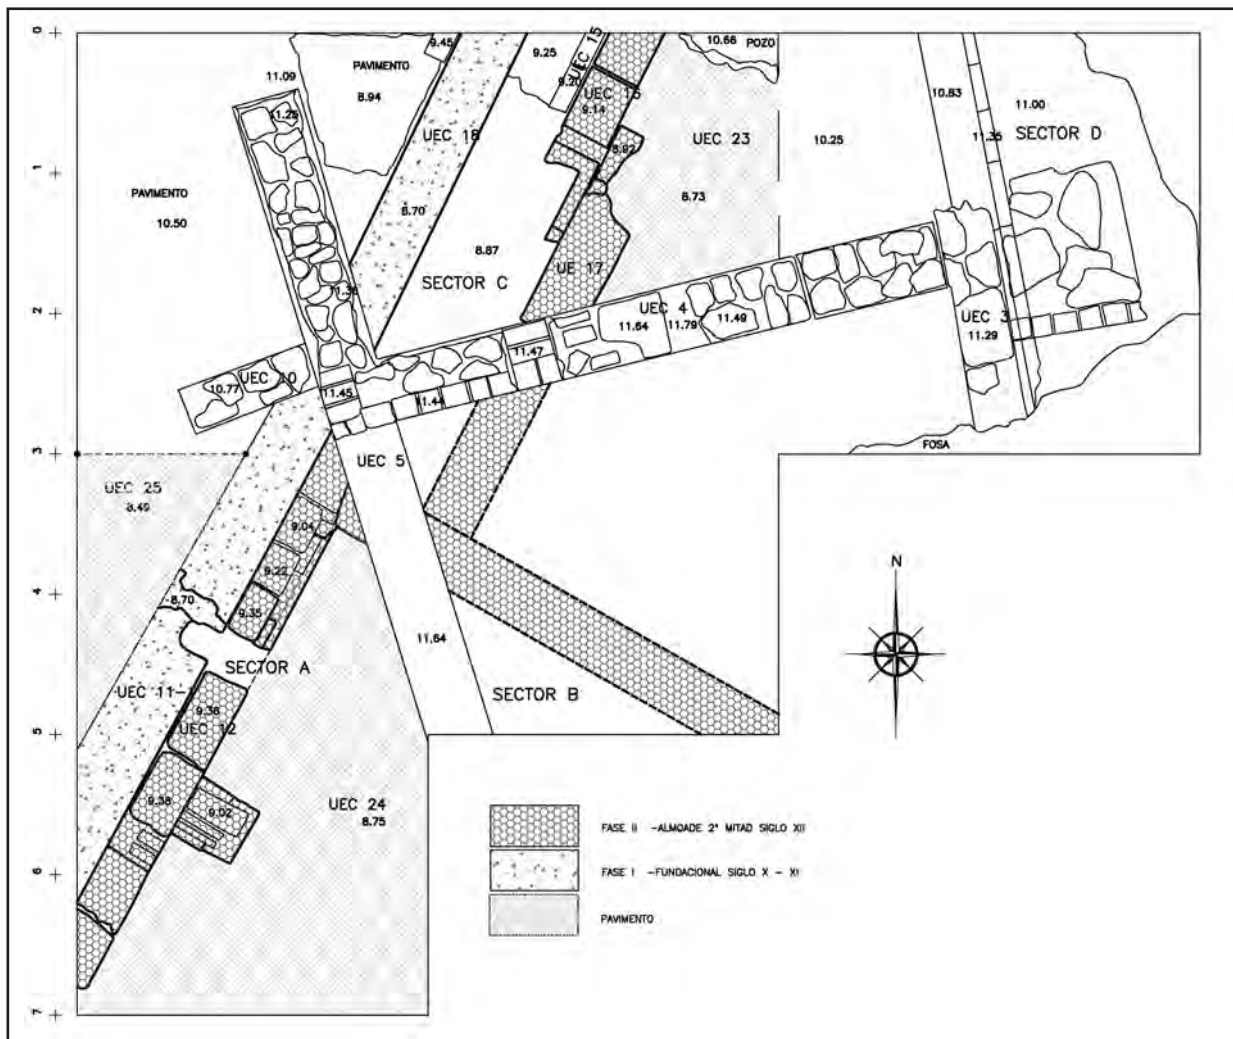 0
9.45
9.25
UEC 15
10.66
POZO
PAVIMENTO
11.09
8.94
9.20
10.83
11.25
9.14
11.00
UEC 18
UEC 23
10.25
11.35
SECTOR D
8.92
1
PAVIMENTO
10.50
8.70
8.73
8.87
UE 17
SECTOR C
11.38
2
UEC 4
11.64
11.79
11.49
UEC 3
11.29
11.47
UEC 10
10.77
11.45
11.44
3
FOSA
UEC 5
UEC 25
8.49
9.04
9.22
N
4
8.70
9.35
11.64
SECTOR A
SECTOR B
UEC 11-
9.38
UEC 12
5
9.38
9.02
UEC 24
8.75
FASE II -ALMOADE 2ª MITAD SIGLO XII
6
FASE I -FUNDACIONAL SIGLO X - XI
PAVIMENTO
7